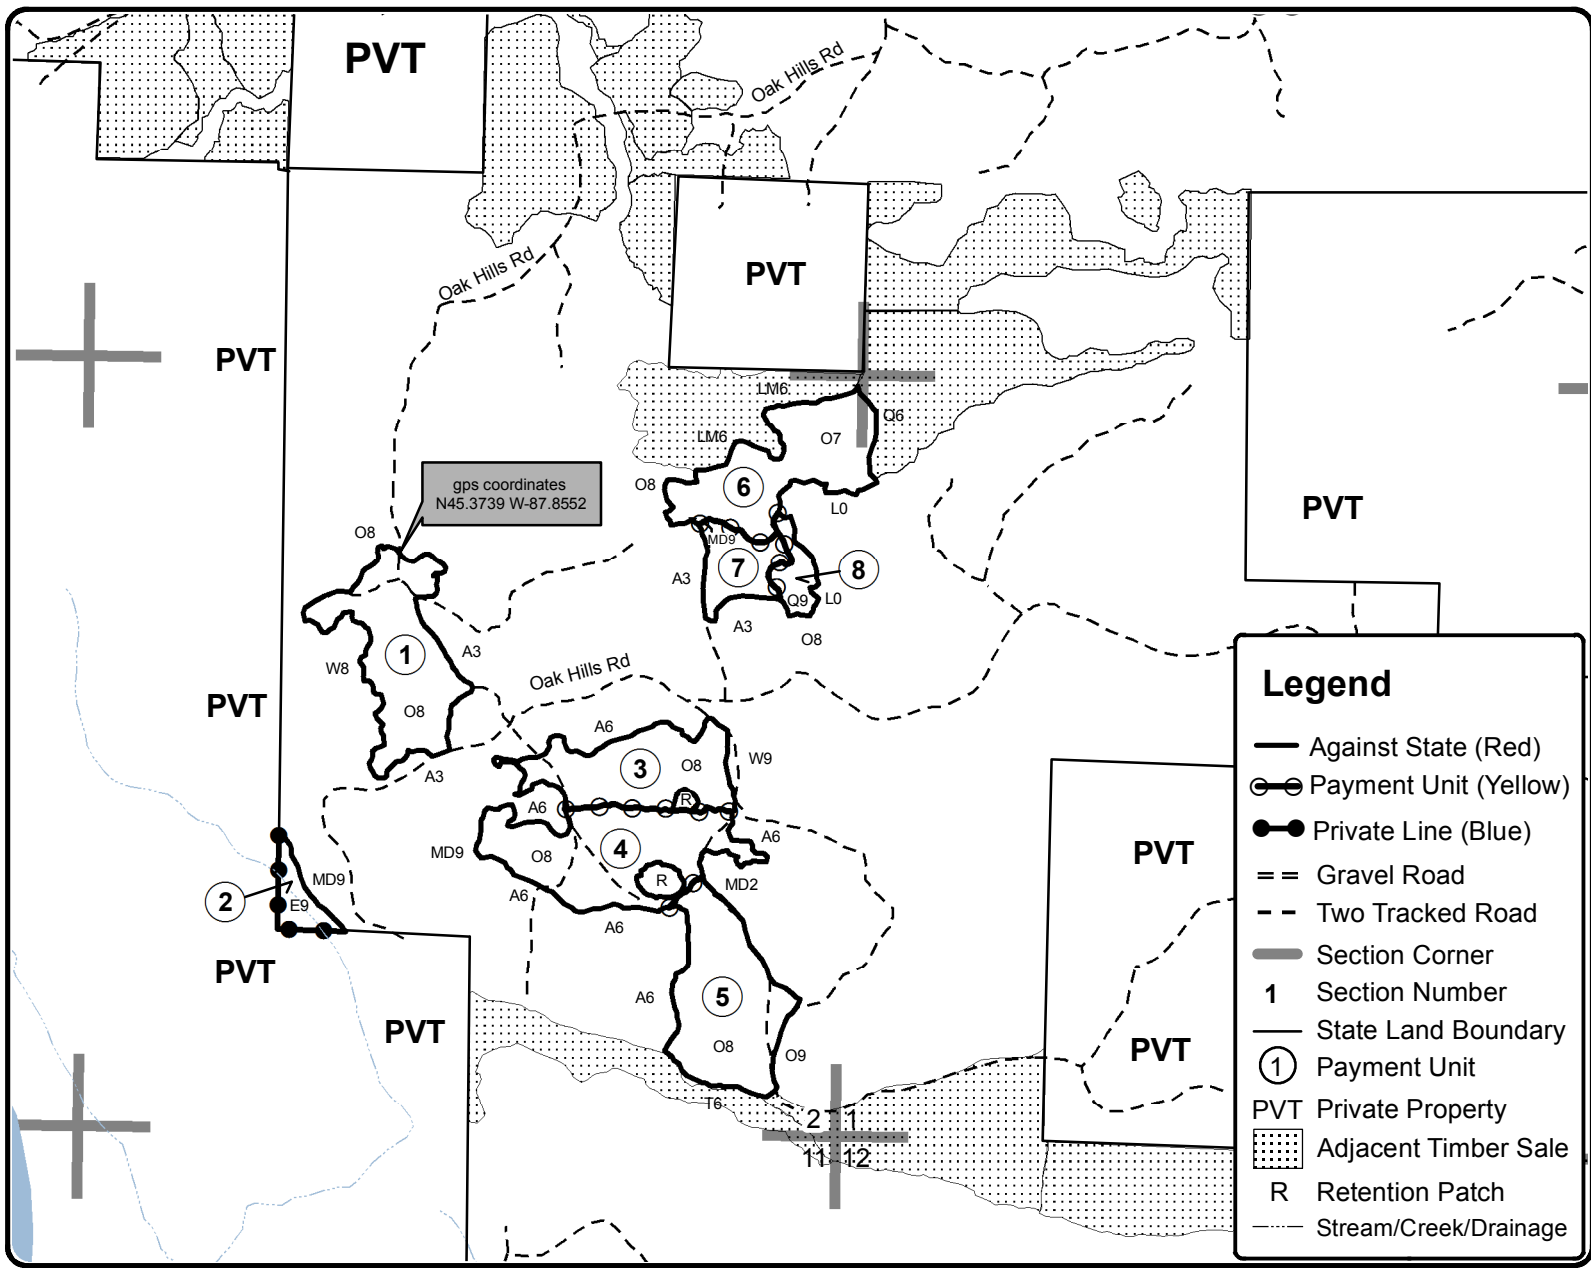 PVT
Oak Hills Rd
Oak Hills Rd
PVT
PVT
LM6
Q6
O7
LM6
O8
6
L0
gps coordinates
N45.3739 W-87.8552
PVT
O8
MD9
7
8
A3
Q9
L0
A3
O8
1
A3
W8
Oak Hills Rd
PVT
O8
A3
A6
W9
3
O8
R
A6
A6
4
MD9
O8
R
MD2
A6
A6
MD9
2
E9
PVT
PVT
A6
5
O8
O9
T6
2 1
11 12
PVT
PVT
Legend
Against State (Red)
Payment Unit (Yellow)
Private Line (Blue)
Gravel Road
Two Tracked Road
Section Corner
1 Section Number
State Land Boundary
1 Payment Unit
PVT Private Property
Adjacent Timber Sale
R Retention Patch
Stream/Creek/Drainage